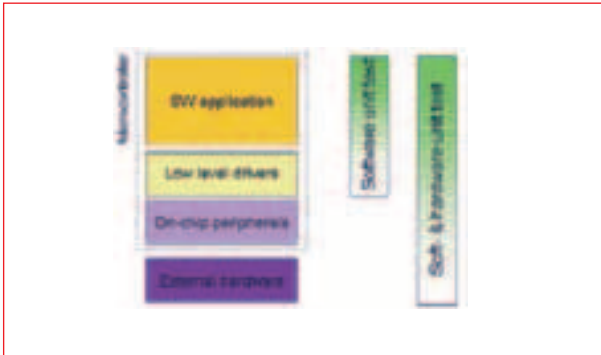 Microcontroller
SW application
Low level drivers
On-chip peripherals
External hardware
Software unit test
Soft- & hardware unit test